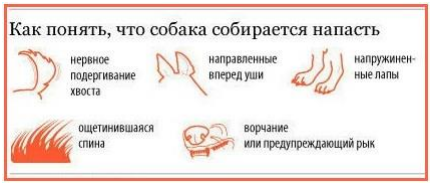 Как понять, что собака собирается напасть
нервное
подергивание
хвоста
направленные
вперед уши
напружинен-
ные лапы
ощетинившаяся
спина
ворчание
или предупреждающий рык